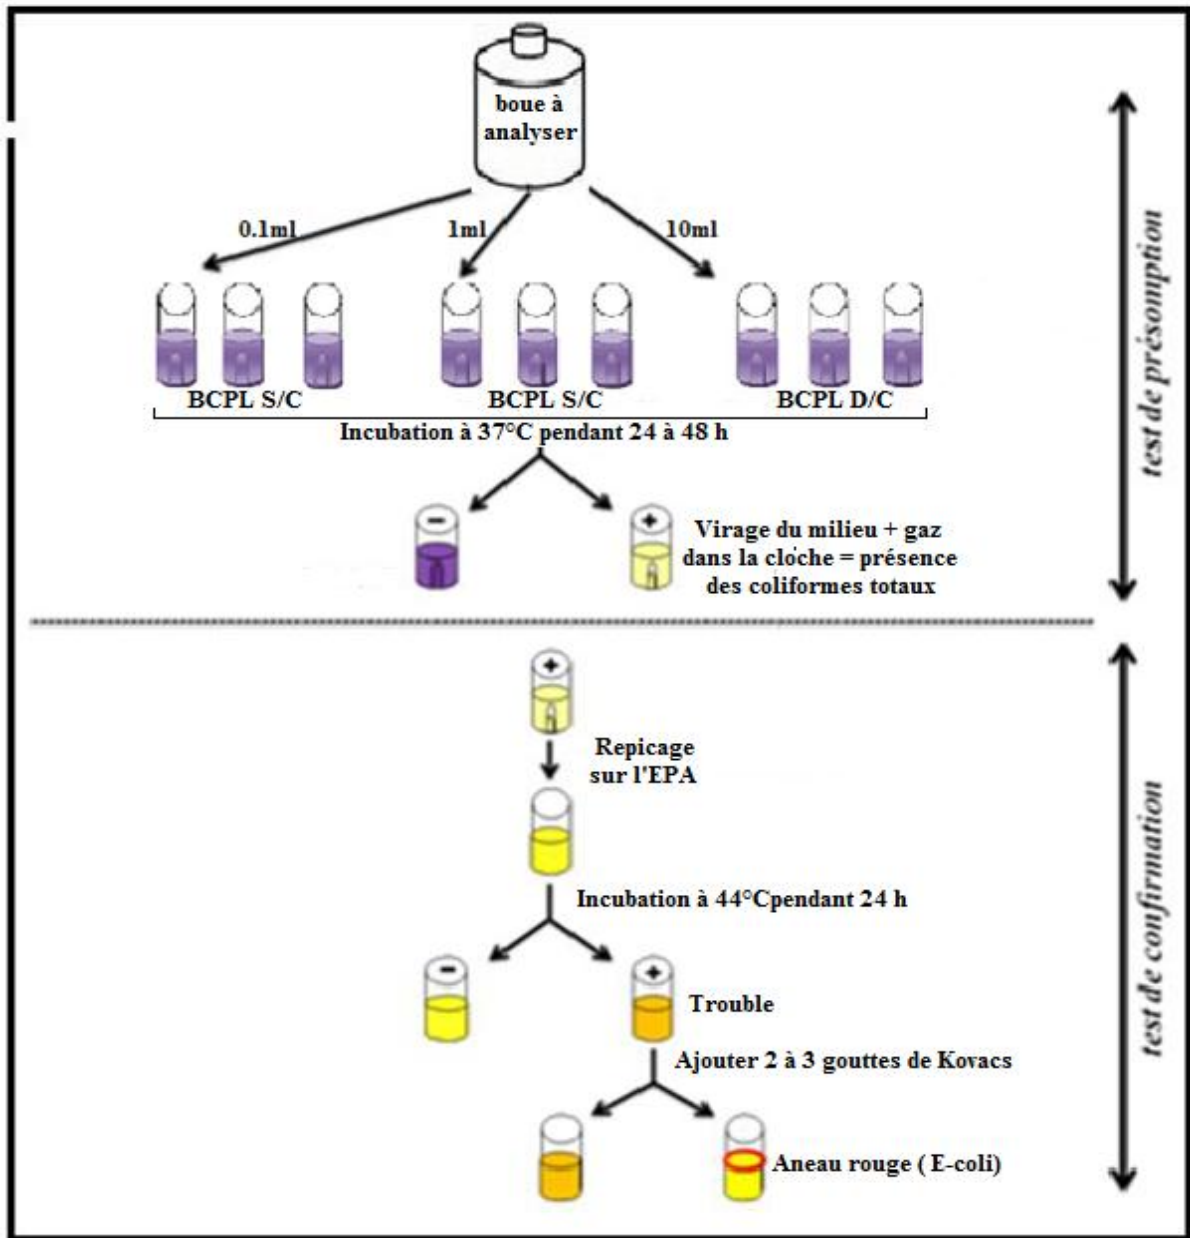 boue à
analyser
0.1ml
1ml
10ml
BCPL S/C
BCPL S/C
BCPL D/C
Incubation à 37°C pendant 24 à 48 h
test de présomption
−
+
Virage du milieu + gaz
dans la cloche = présence
des coliformes totaux
+
Repicage
sur l'EPA
Incubation à 44°Cpendant 24 h
−
+
Trouble
Ajouter 2 à 3 gouttes de Kovacs
Aneau rouge ( E-coli)
test de confirmation